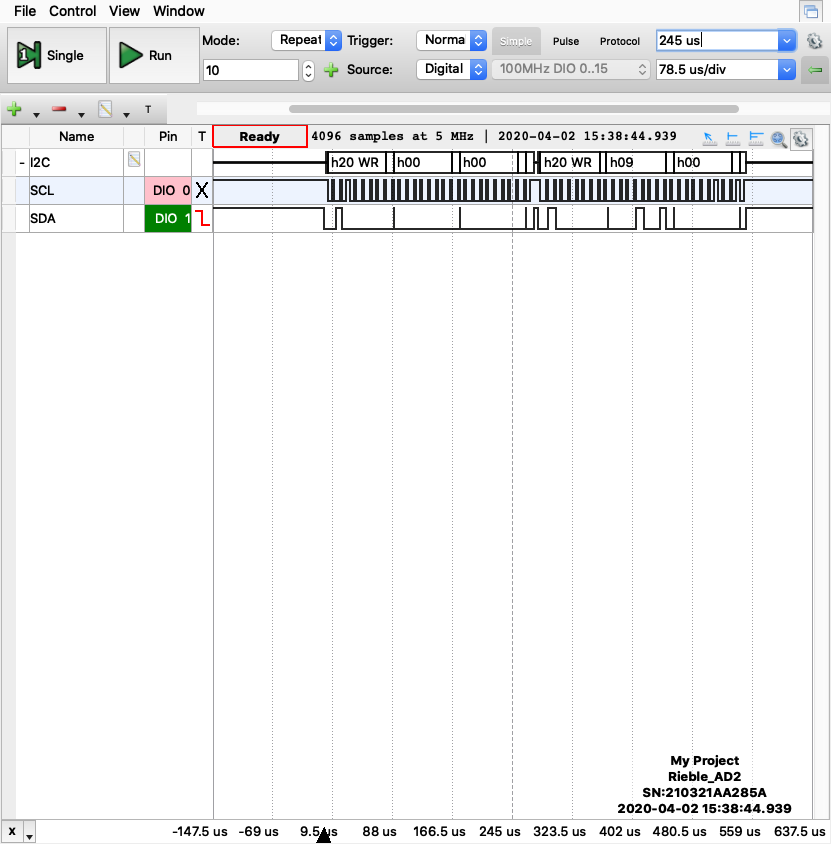 File Control View Window
Single Run Mode: Repeat Trigger: Norma Simple Pulse Protocol 245 us
10 Source: Digital 100MHz DIO 0..15 78.5 us/div
T
Name Pin T Ready 4096 samples at 5 MHz | 2020-04-02 15:38:44.939
- I2C h20 WR h00 h00 h20 WR h09 h00
SCL DIO 0 X
SDA DIO 1
My Project
Rieble_AD2
SN:210321AA285A
2020-04-02 15:38:44.939
X -147.5 us -69 us 9.5 us 88 us 166.5 us 245 us 323.5 us 402 us 480.5 us 559 us 637.5 us